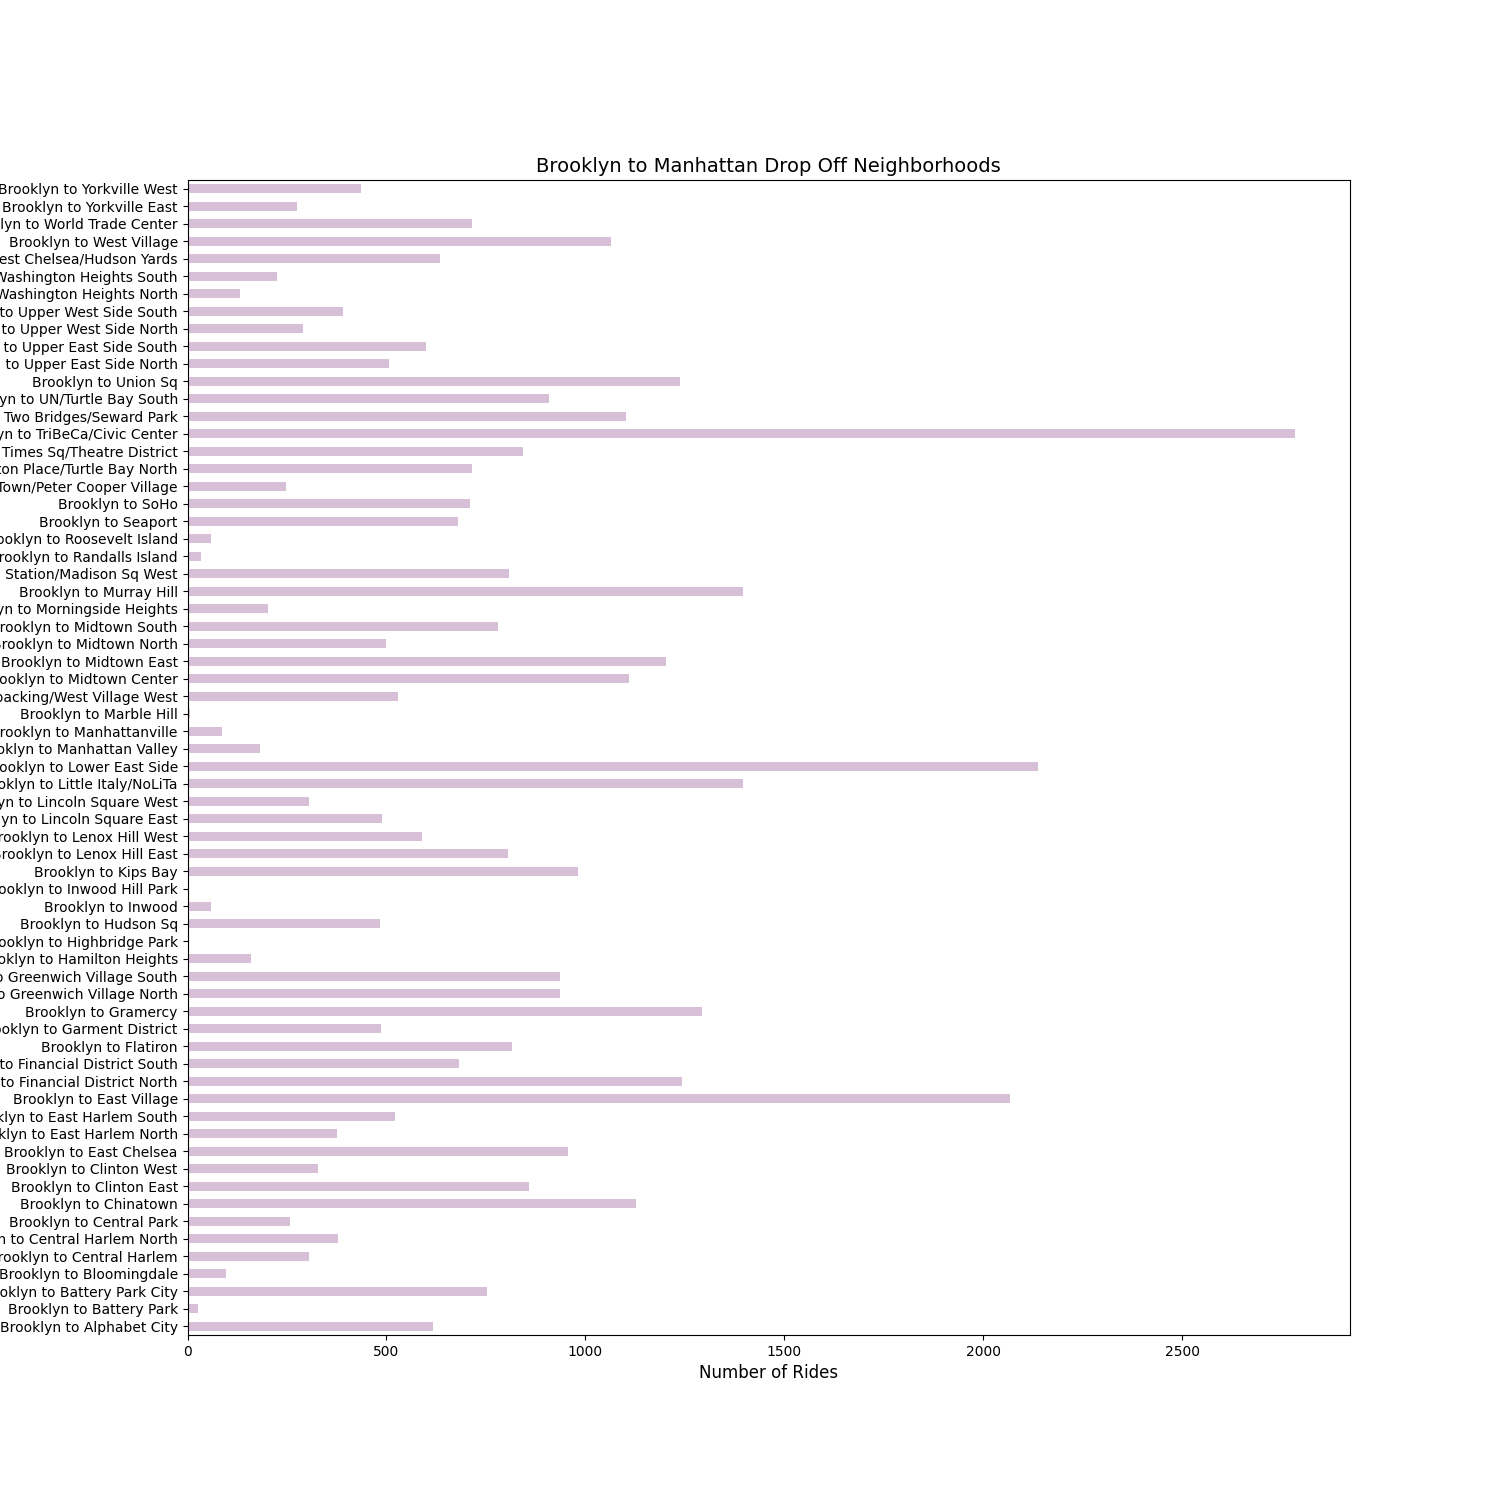 Brooklyn to Manhattan Drop Off Neighborhoods
Brooklyn to Yorkville West
Brooklyn to Yorkville East
lyn to World Trade Center
Brooklyn to West Village
est Chelsea/Hudson Yards
Washington Heights South
Washington Heights North
to Upper West Side South
to Upper West Side North
to Upper East Side South
to Upper East Side North
Brooklyn to Union Sq
yn to UN/Turtle Bay South
Two Bridges/Seward Park
yn to TriBeCa/Civic Center
Times Sq/Theatre District
ton Place/Turtle Bay North
Town/Peter Cooper Village
Brooklyn to SoHo
Brooklyn to Seaport
ooklyn to Roosevelt Island
rooklyn to Randalls Island
Station/Madison Sq West
Brooklyn to Murray Hill
yn to Morningside Heights
rooklyn to Midtown South
Brooklyn to Midtown North
Brooklyn to Midtown East
ooklyn to Midtown Center
packing/West Village West
Brooklyn to Marble Hill
rooklyn to Manhattanville
oklyn to Manhattan Valley
ooklyn to Lower East Side
oklyn to Little Italy/NoLiTa
yn to Lincoln Square West
lyn to Lincoln Square East
rooklyn to Lenox Hill West
Brooklyn to Lenox Hill East
Brooklyn to Kips Bay
ooklyn to Inwood Hill Park
Brooklyn to Inwood
Brooklyn to Hudson Sq
ooklyn to Highbridge Park
oklyn to Hamilton Heights
o Greenwich Village South
o Greenwich Village North
Brooklyn to Gramercy
ooklyn to Garment District
Brooklyn to Flatiron
to Financial District South
to Financial District North
Brooklyn to East Village
klyn to East Harlem South
klyn to East Harlem North
Brooklyn to East Chelsea
Brooklyn to Clinton West
Brooklyn to Clinton East
Brooklyn to Chinatown
Brooklyn to Central Park
n to Central Harlem North
rooklyn to Central Harlem
Brooklyn to Bloomingdale
oklyn to Battery Park City
Brooklyn to Battery Park
Brooklyn to Alphabet City
0 500 1000 1500 2000 2500
Number of Rides